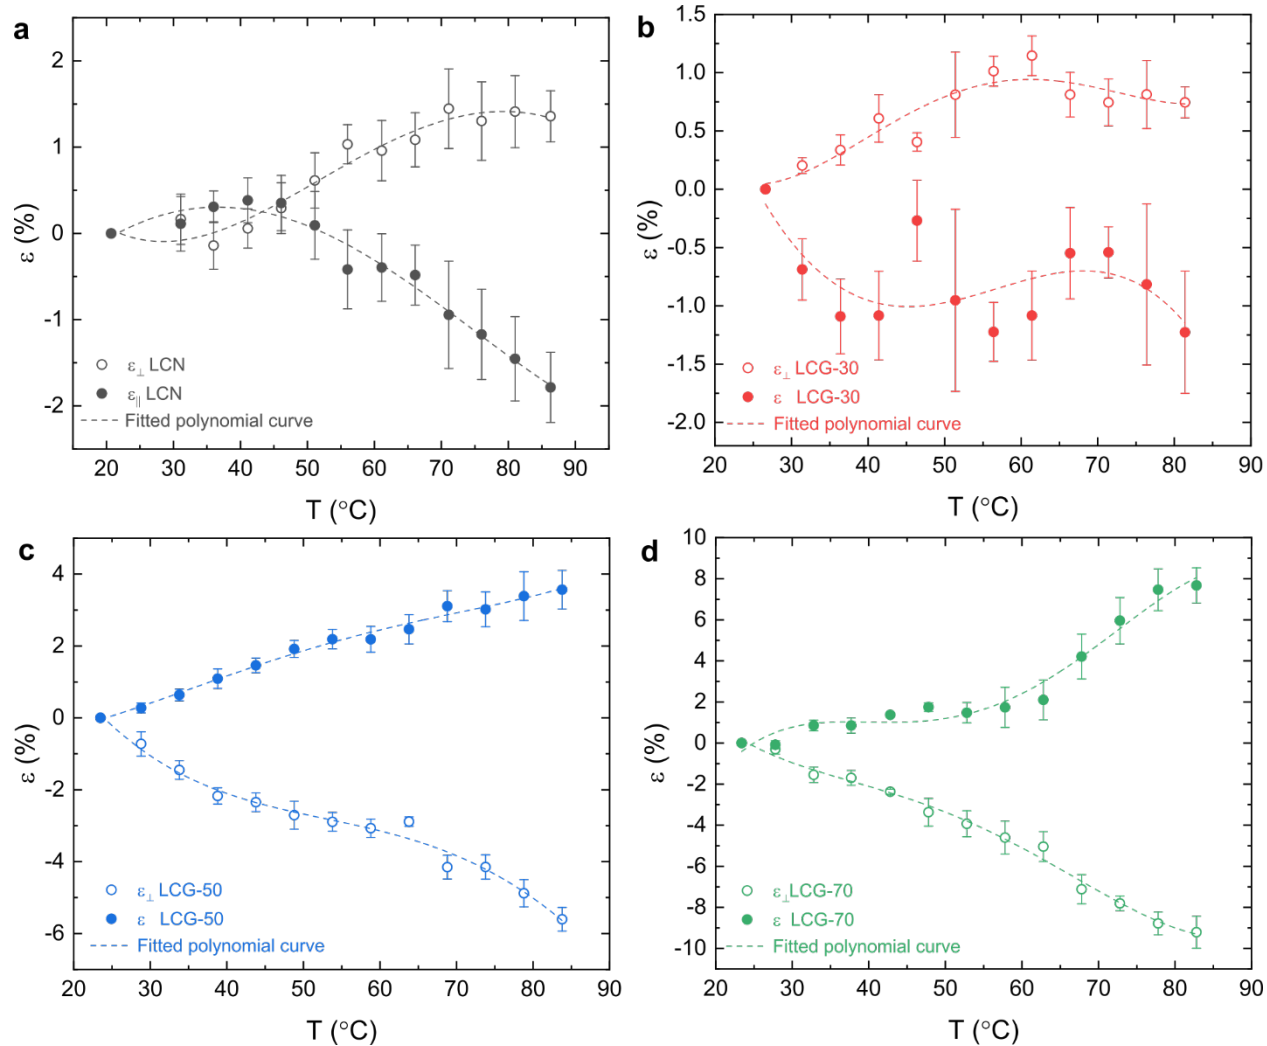 a
2
1
0
-1
-2
ε (%)
ε⊥ LCN
ε|| LCN
Fitted polynomial curve
20 30 40 50 60 70 80 90
T (°C)
b
1.5
1.0
0.5
0.0
-0.5
-1.0
-1.5
-2.0
ε (%)
ε⊥ LCG-30
ε LCG-30
Fitted polynomial curve
20 30 40 50 60 70 80 90
T (°C)
c
4
2
0
-2
-4
-6
ε (%)
ε⊥ LCG-50
ε LCG-50
Fitted polynomial curve
20 30 40 50 60 70 80 90
T (°C)
d
10
8
6
4
2
0
-2
-4
-6
-8
-10
ε (%)
ε⊥LCG-70
ε LCG-70
Fitted polynomial curve
20 30 40 50 60 70 80 90
T (°C)